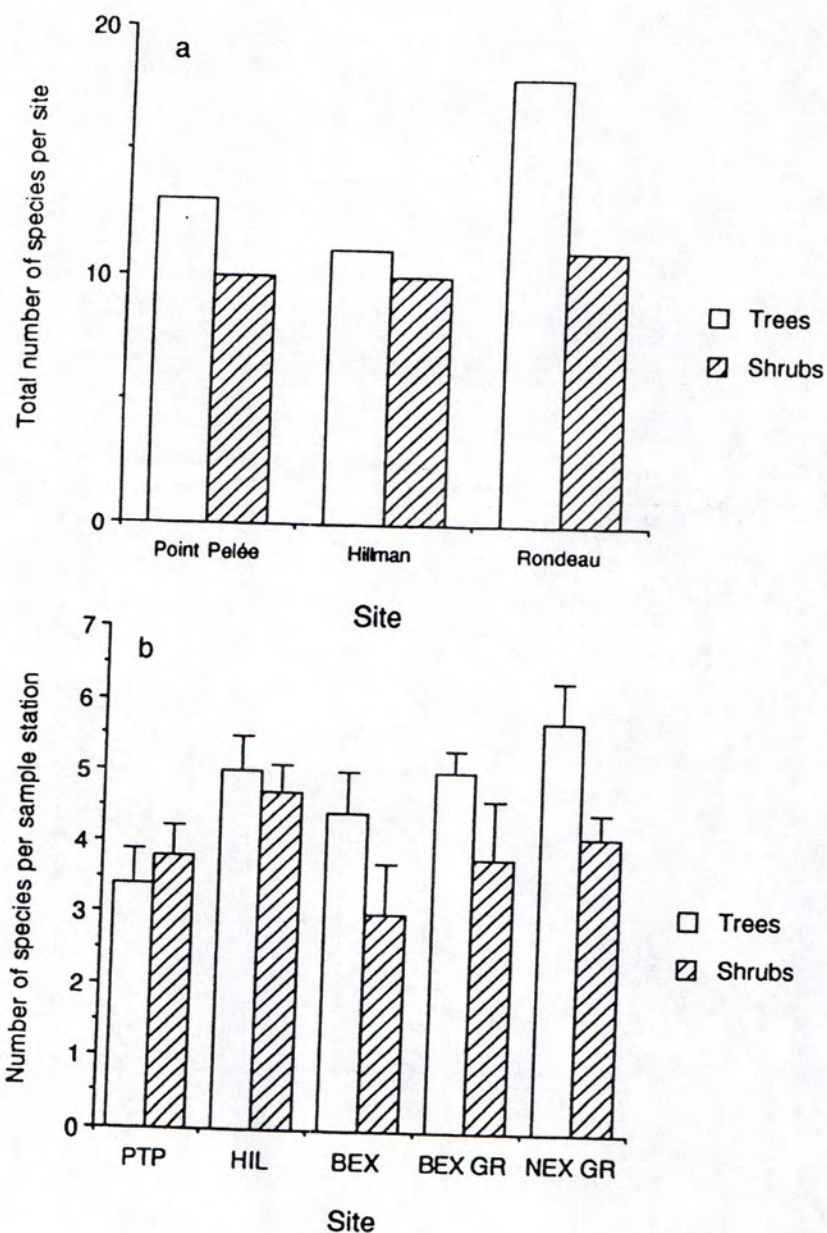 a
20
10
0
Total number of species per site
Point Pelée
Hillman
Rondeau
Site
Trees
Shrubs
b
7
6
5
4
3
2
1
0
Number of species per sample station
PTP
HIL
BEX
BEX GR
NEX GR
Site
Trees
Shrubs